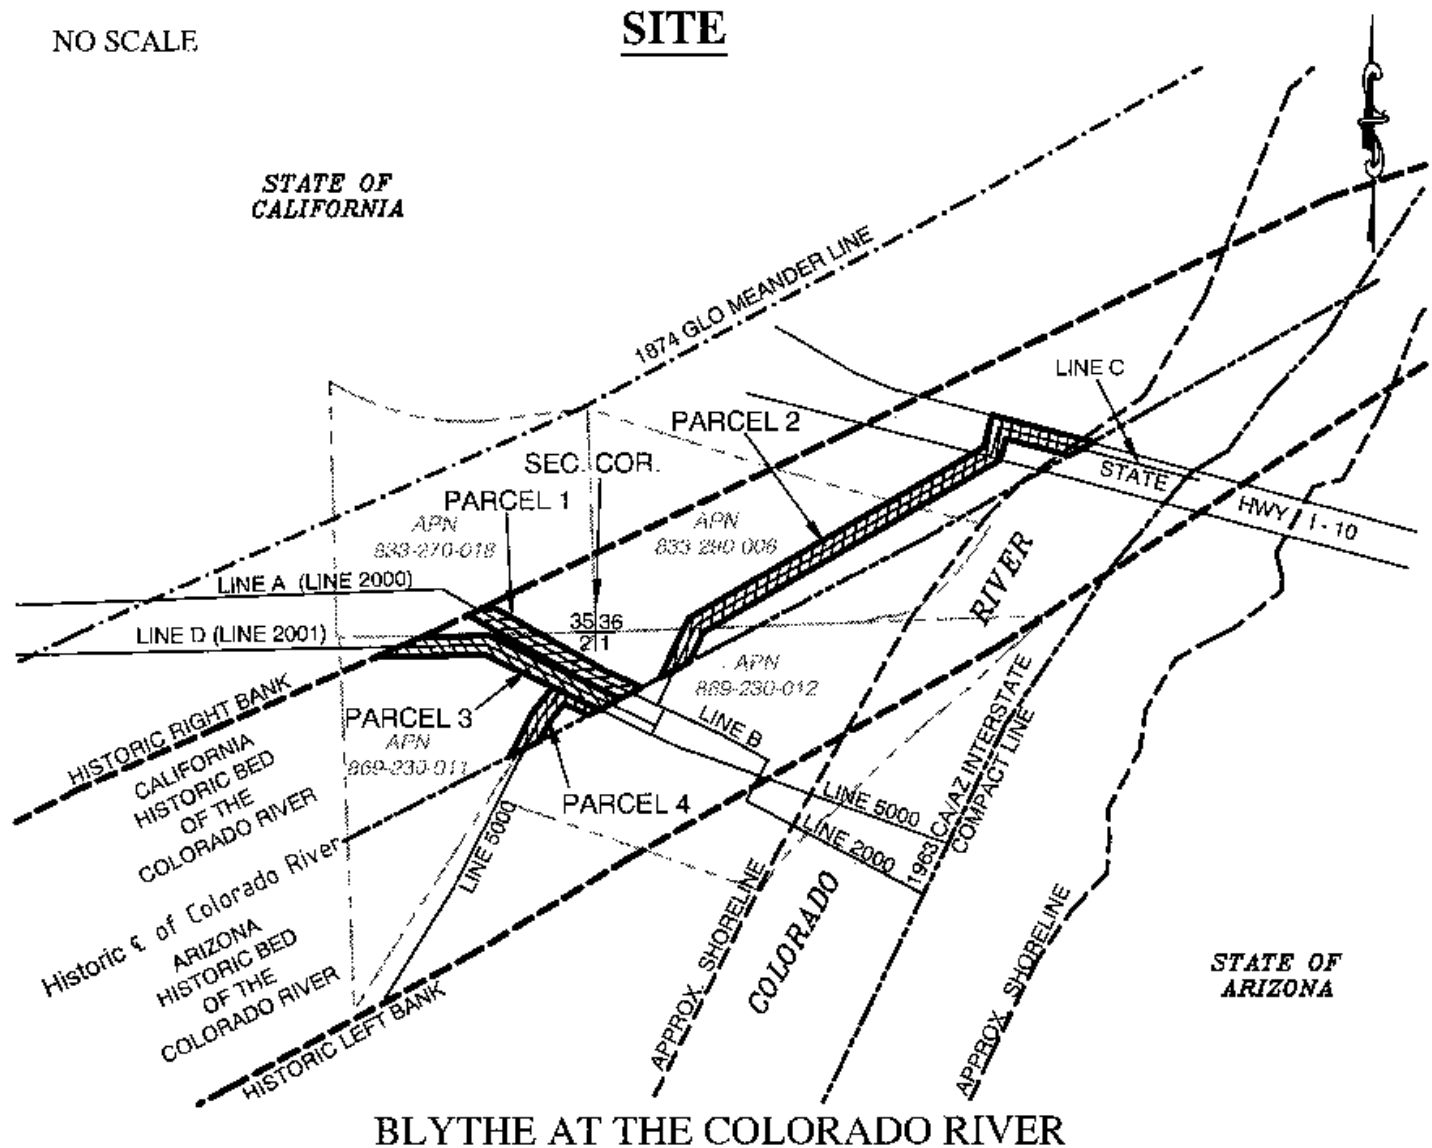 NO SCALE
SITE
STATE OF
CALIFORNIA
1874 GLO MEANDER LINE
LINE C
PARCEL 2
SEC. COR.
PARCEL 1
STATE
HWY I - 10
APN
833-270-018
APN
833 290 006
LINE A (LINE 2000)
RIVER
35 36
2 1
LINE D (LINE 2001)
APN
869-230-012
HISTORIC RIGHT BANK
PARCEL 3
LINE B
APN
869-230-011
CALIFORNIA
HISTORIC BED
OF THE
COLORADO RIVER
PARCEL 4
LINE 5000
LINE 5000
LINE 2000
1963 CA/AZ INTERSTATE
COMPACT LINE
Historic ℄ of Colorado River
COLORADO
ARIZONA
HISTORIC BED
OF THE
COLORADO RIVER
HISTORIC LEFT BANK
APPROX. SHORELINE
APPROX. SHORELINE
STATE OF
ARIZONA
BLYTHE AT THE COLORADO RIVER